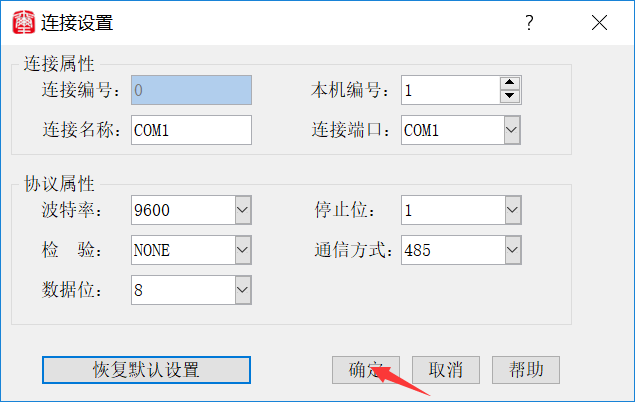 连接设置
连接属性
连接编号: 0 本机编号: 1
连接名称: COM1 连接端口: COM1
协议属性
波特率: 9600 停止位: 1
检 验: NONE 通信方式: 485
数据位: 8
恢复默认设置 确定 取消 帮助